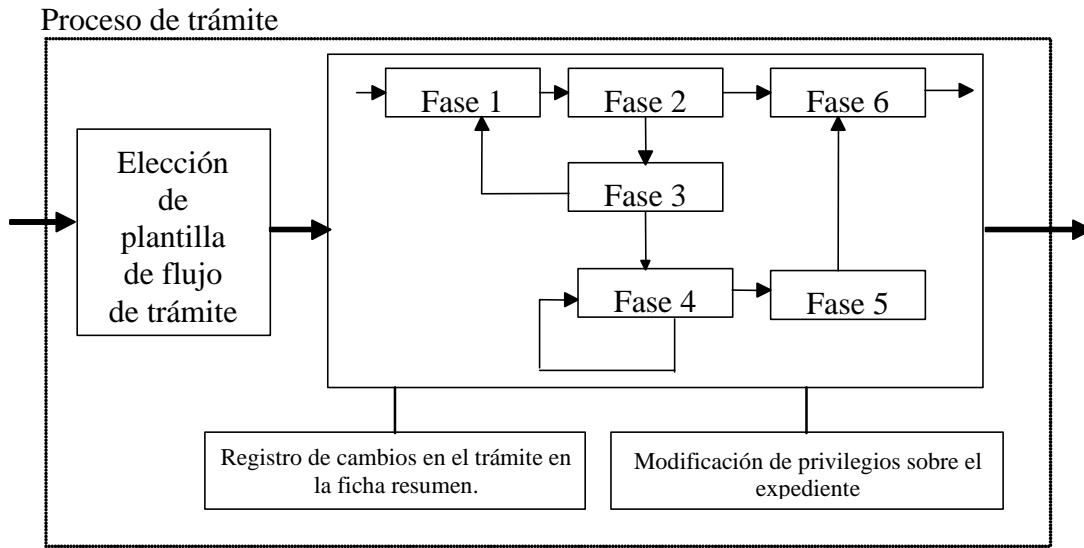 Proceso de trámite
Elección
de
plantilla
de flujo
de trámite
Fase 1
Fase 2
Fase 6
Fase 3
Fase 4
Fase 5
Registro de cambios en el trámite en
la ficha resumen.
Modificación de privilegios sobre el
expediente